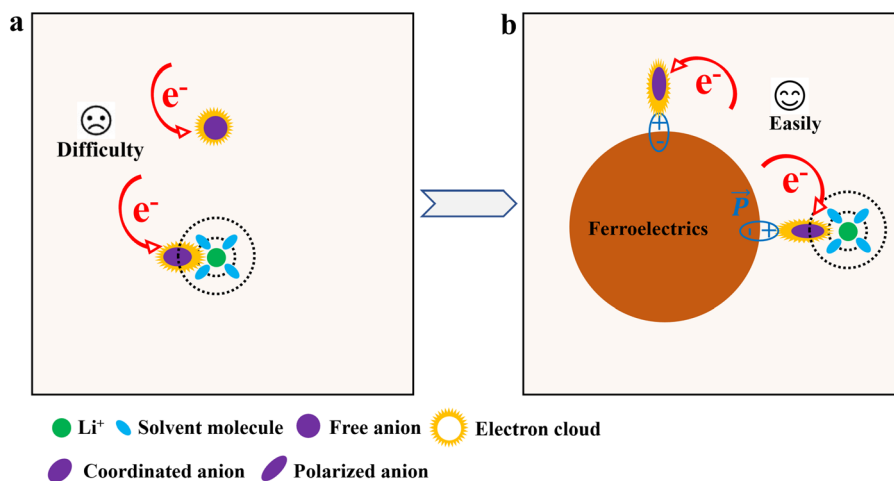 a
b
e⁻
Difficulty
e⁻
e⁻
Easily
+
-
e⁻
P⃗
Ferroelectrics
- +
Li⁺ Solvent molecule Free anion Electron cloud
Coordinated anion Polarized anion